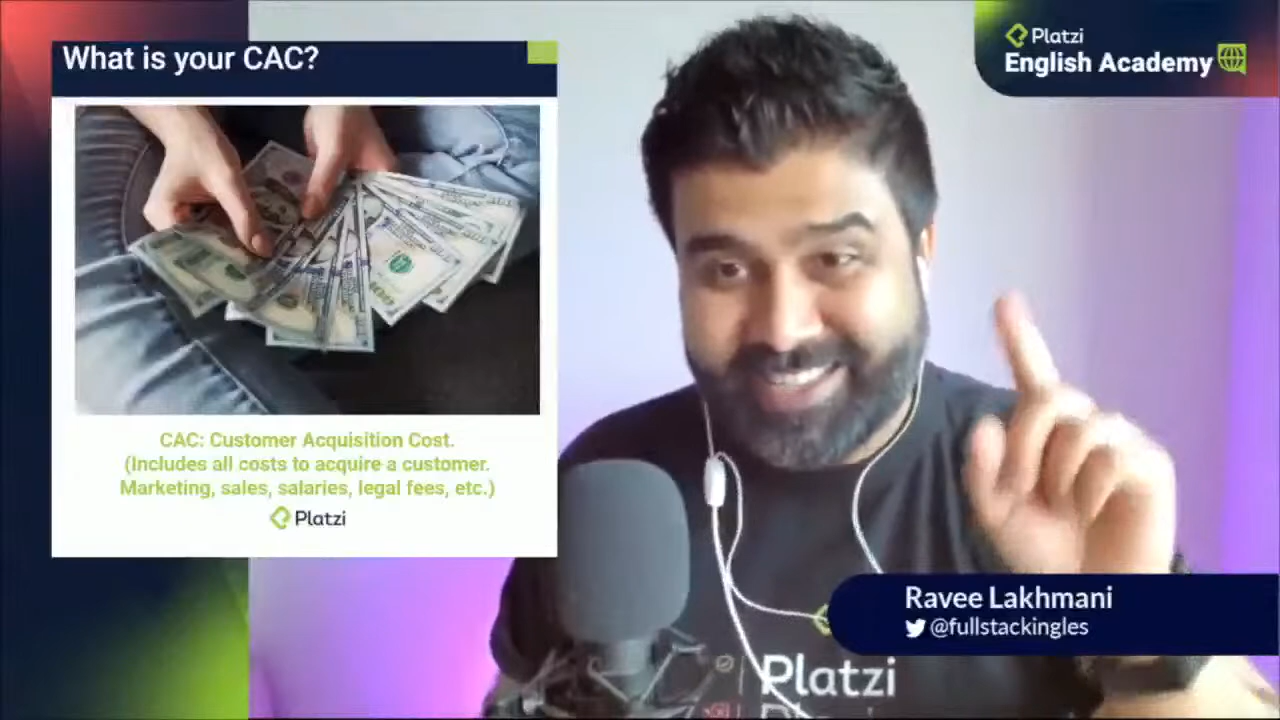 What is your CAC?
CAC: Customer Acquisition Cost.
(Includes all costs to acquire a customer.
Marketing, sales, salaries, legal fees, etc.)
Platzi
Platzi
English Academy
Ravee Lakhmani
@fullstackingles
Platzi